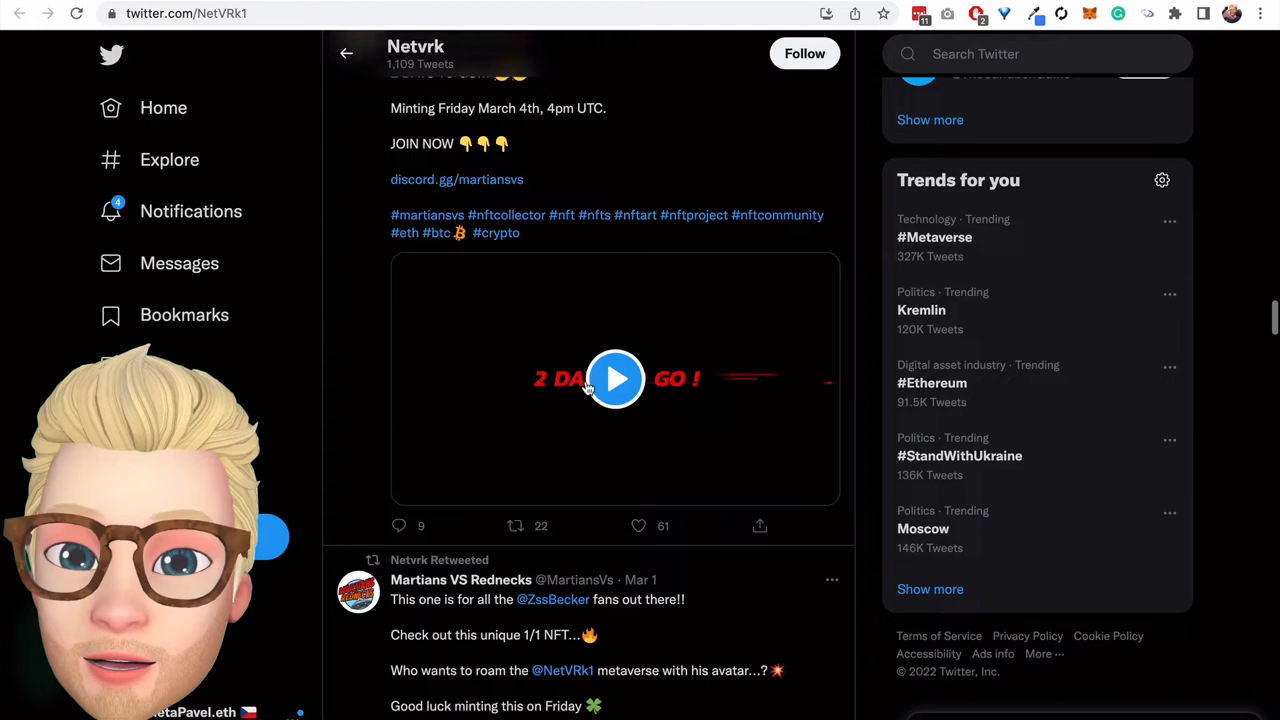 twitter.com/NetVRk1
11
2
Netvrk
1,109 Tweets
Follow
Search Twitter
Home
Explore
4
Notifications
Messages
Bookmarks
Minting Friday March 4th, 4pm UTC.
JOIN NOW 👇👇👇
discord.gg/martiansvs
#martiansvs #nftcollector #nft #nfts #nftart #nftproject #nftcommunity
#eth #btc #crypto
2 DA GO !
9 22 61
Netvrk Retweeted
Martians VS Rednecks @MartiansVs · Mar 1
This one is for all the @ZssBecker fans out there!!
Check out this unique 1/1 NFT...🔥
Who wants to roam the @NetVRk1 metaverse with his avatar...?💥
Good luck minting this on Friday 🍀
etaPavel.eth 🇨🇿
Show more
Trends for you
Technology · Trending
#Metaverse
327K Tweets
Politics · Trending
Kremlin
120K Tweets
Digital asset industry · Trending
#Ethereum
91.5K Tweets
Politics · Trending
#StandWithUkraine
136K Tweets
Politics · Trending
Moscow
146K Tweets
Show more
Terms of Service Privacy Policy Cookie Policy
Accessibility Ads info More ···
© 2022 Twitter, Inc.